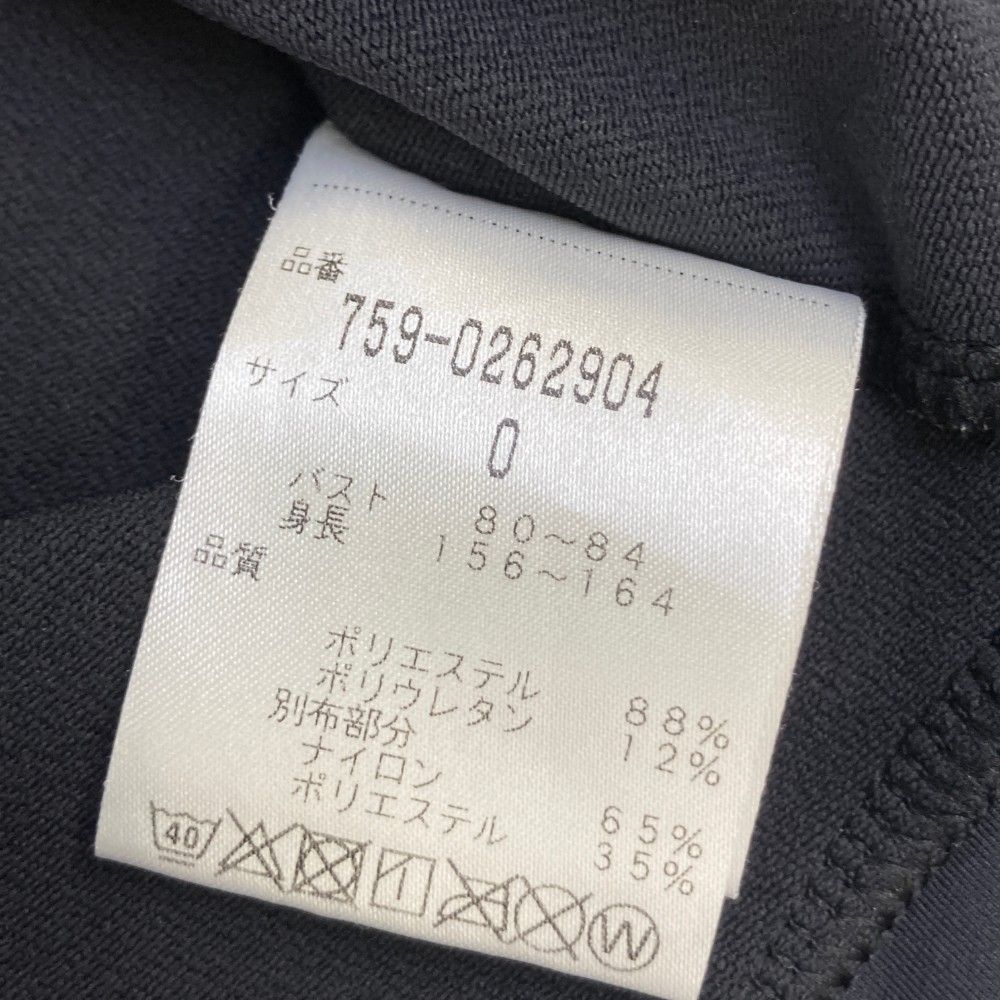 品番
759-0262904
サイズ
0
バスト 80～84
身長 156～164
品質
ポリエステル 88%
ポリウレタン 12%
別布部分
ナイロン 65%
ポリエステル 35%
40 W